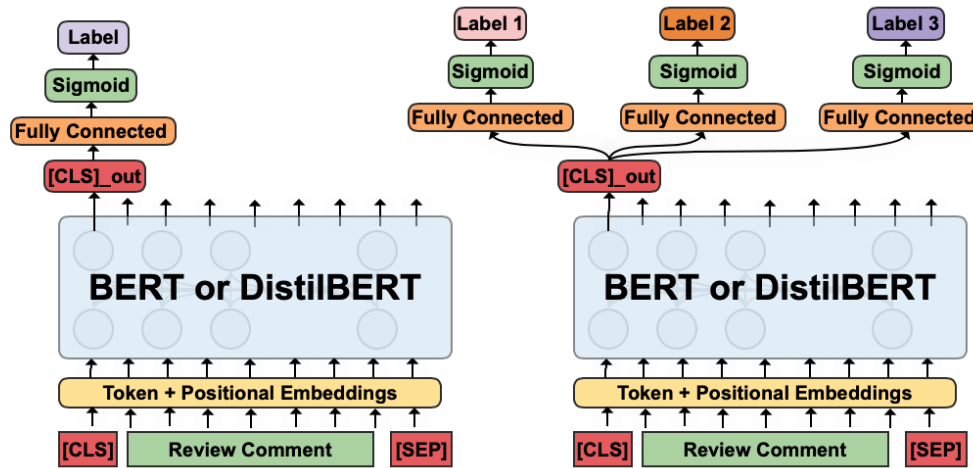 Label
Sigmoid
Fully Connected
[CLS]_out
BERT or DistilBERT
Token + Positional Embeddings
[CLS]
Review Comment
[SEP]
Label 1
Label 2
Label 3
Sigmoid
Sigmoid
Sigmoid
Fully Connected
Fully Connected
Fully Connected
[CLS]_out
BERT or DistilBERT
Token + Positional Embeddings
[CLS]
Review Comment
[SEP]